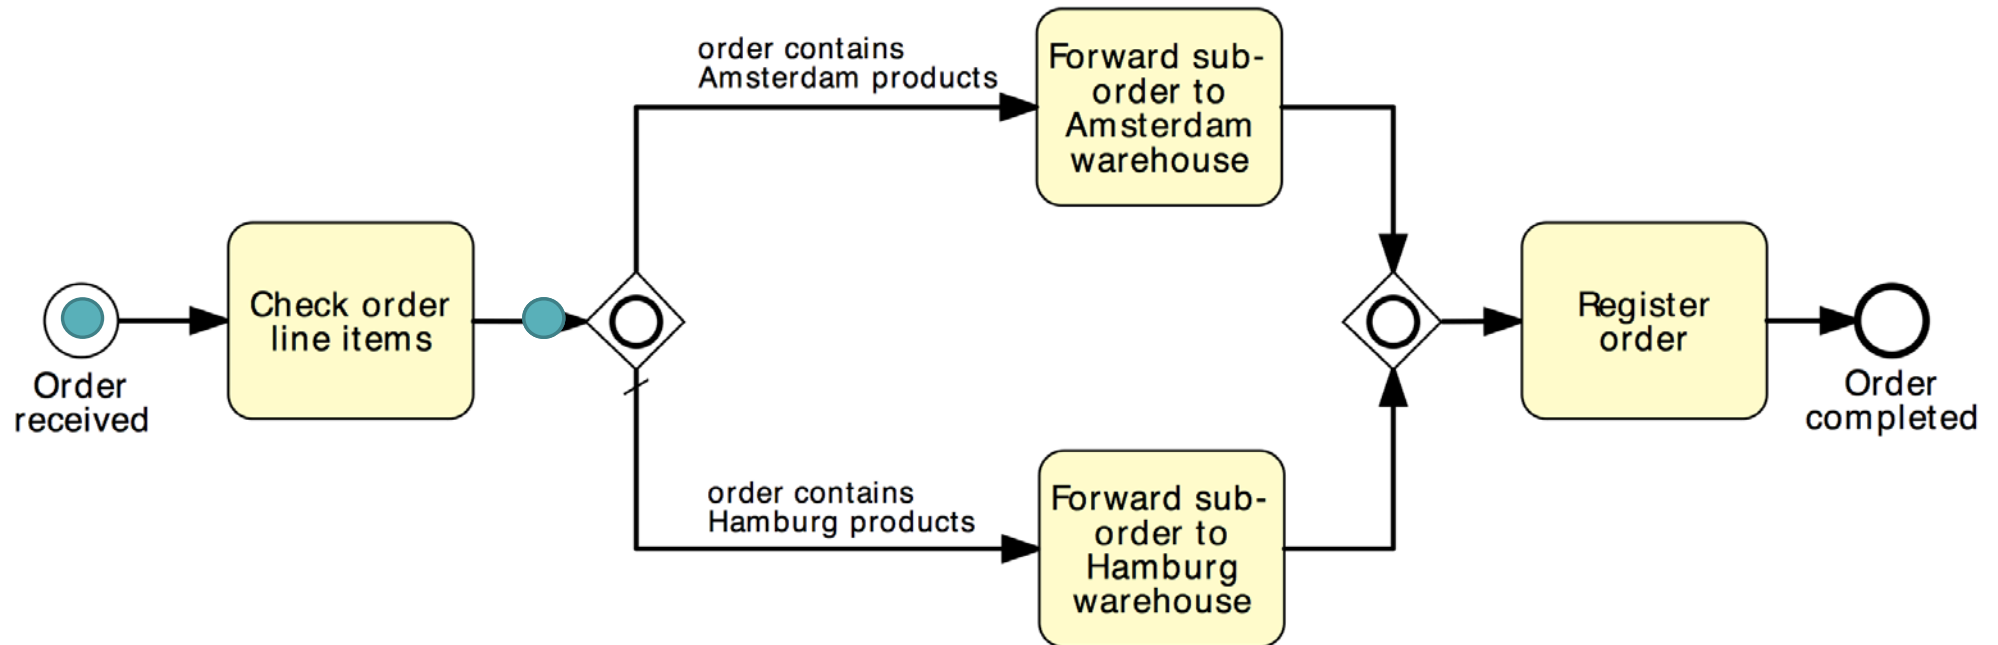 Order
received
Check order
line items
order contains
Amsterdam products
Forward sub-
order to
Amsterdam
warehouse
order contains
Hamburg products
Forward sub-
order to
Hamburg
warehouse
Register
order
Order
completed